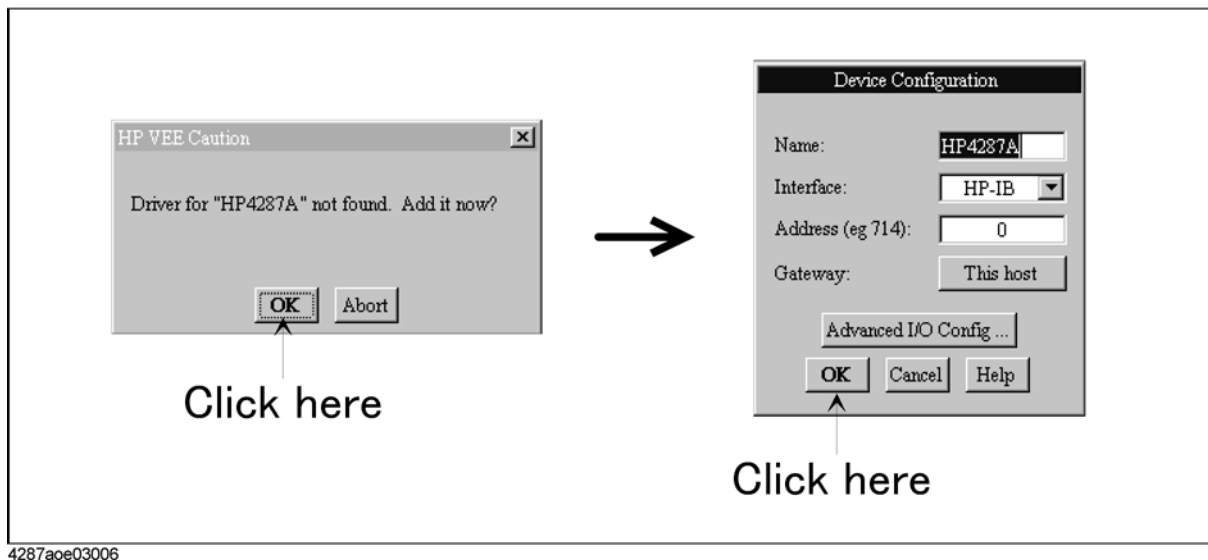 HP VEE Caution
Driver for "HP4287A" not found. Add it now?
OK Abort
Click here
Device Configuration
Name: HP4287A
Interface: HP-IB
Address (eg 714): 0
Gateway: This host
Advanced I/O Config ...
OK Cancel Help
Click here
4287aoe03006